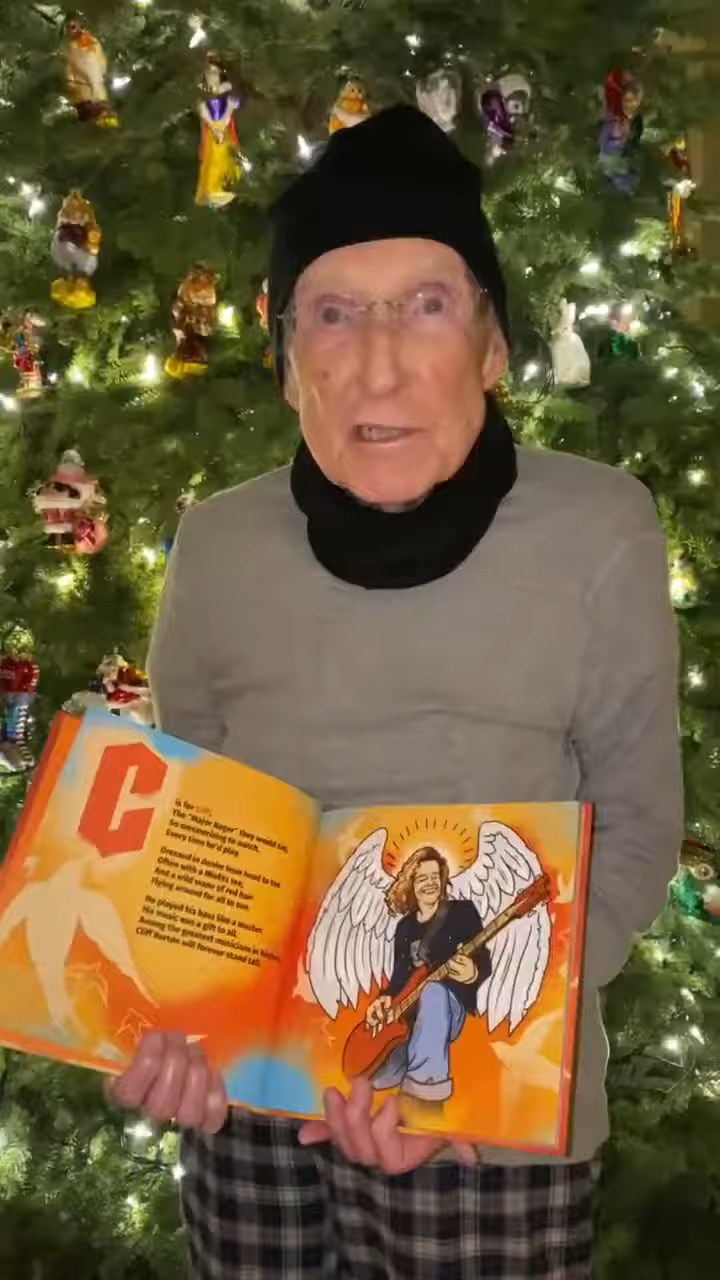 C
is for Cliff,
The "Major Rager" they would say,
So mesmerizing to watch,
Every time he'd play.
Dressed in denim from head to toe
Often with a Misfits tee,
And a wild mane of red hair
Flying around for all to see.
He played his bass like a master.
His music was a gift to all.
Among the greatest musicians in history,
Cliff Burton will forever stand tall.